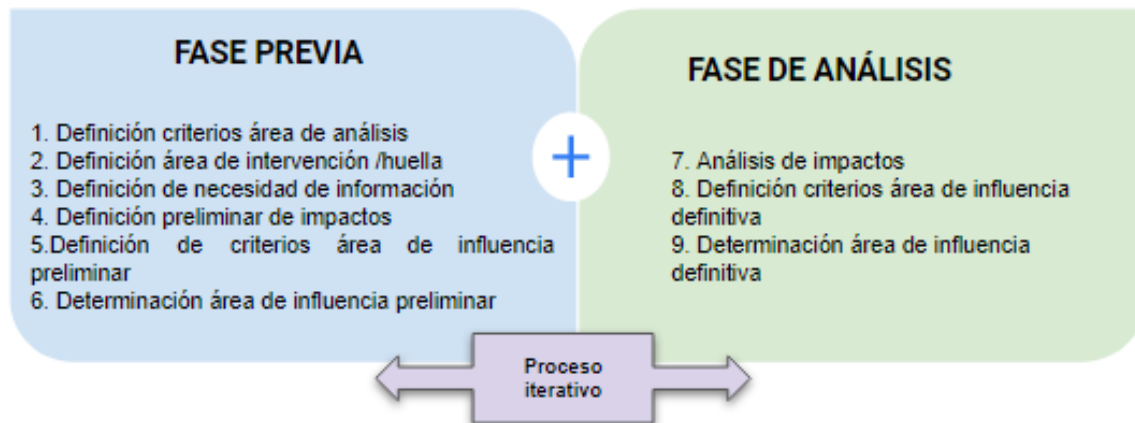 FASE PREVIA
1. Definición criterios área de análisis
2. Definición área de intervención /huella
3. Definición de necesidad de información
4. Definición preliminar de impactos
5.Definición de criterios área de influencia
preliminar
6. Determinación área de influencia preliminar
FASE DE ANÁLISIS
7. Análisis de impactos
8. Definición criterios área de influencia
definitiva
9. Determinación área de influencia
definitiva
Proceso
iterativo